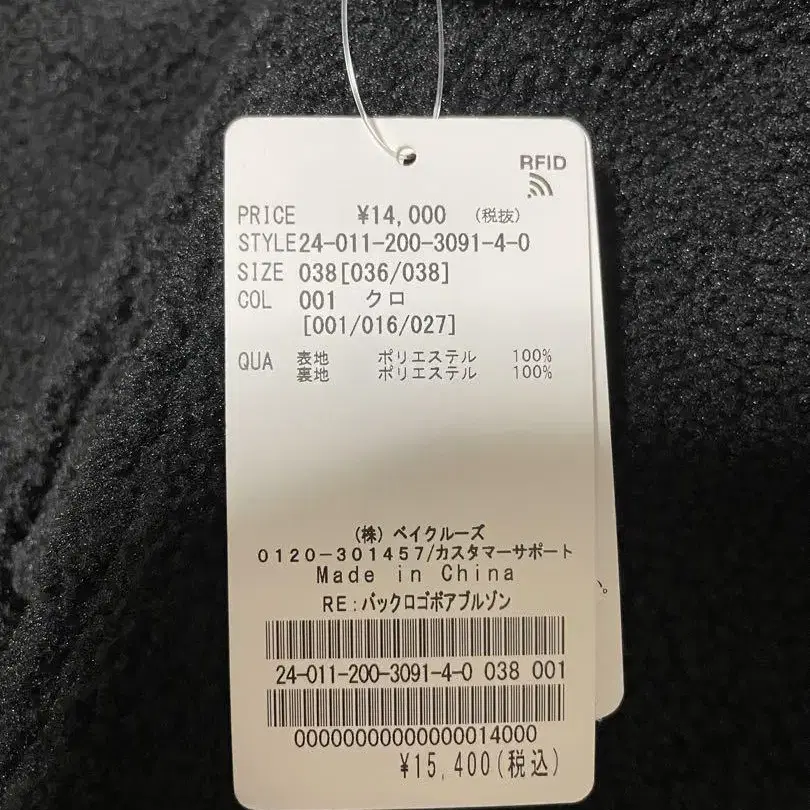 RFID
PRICE ¥14,000 (税抜)
STYLE24-011-200-3091-4-0
SIZE 038[036/038]
COL 001 クロ
[001/016/027]
QUA 表地 ポリエステル 100%
裏地 ポリエステル 100%
(株) ベイクルーズ
0120-301457/カスタマーサポート
Made in China
RE:バックロゴボアブルゾン
24-011-200-3091-4-0 038 001
00000000000000014000
¥15,400(税込)